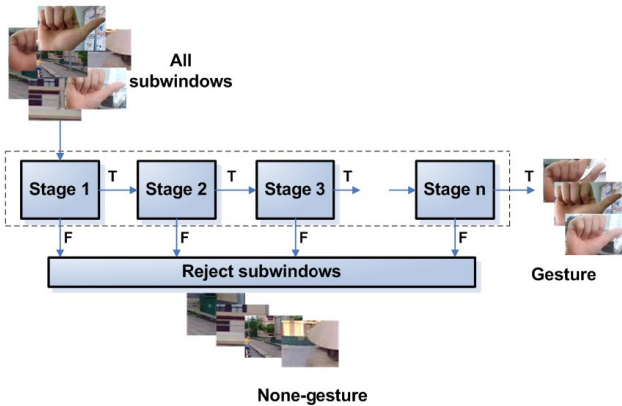 All
subwindows
Stage 1
T
Stage 2
T
Stage 3
T
Stage n
T
F
F
F
F
Reject subwindows
Gesture
None-gesture